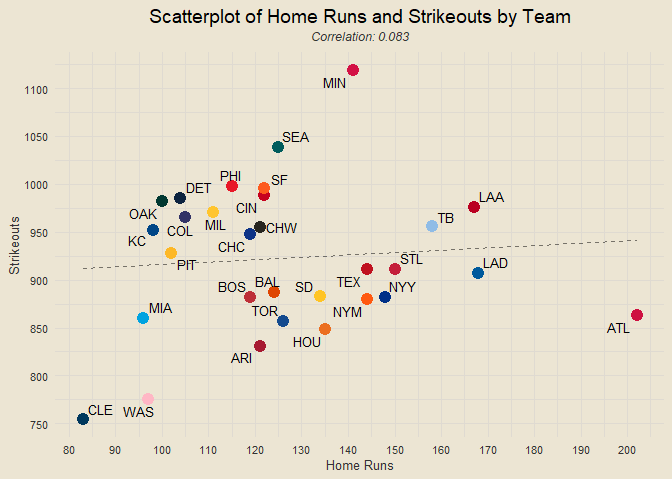 Scatterplot of Home Runs and Strikeouts by Team
Correlation: 0.083
Strikeouts
1100
1050
1000
950
900
850
800
750
MIN
SEA
PHI
SF
DET
OAK
CIN
LAA
MIL
COL
CHW
TB
KC
CHC
PIT
STL
LAD
BOS
BAL
SD
TEX
NYY
MIA
TOR
NYM
HOU
ATL
ARI
CLE
WAS
80 90 100 110 120 130 140 150 160 170 180 190 200
Home Runs